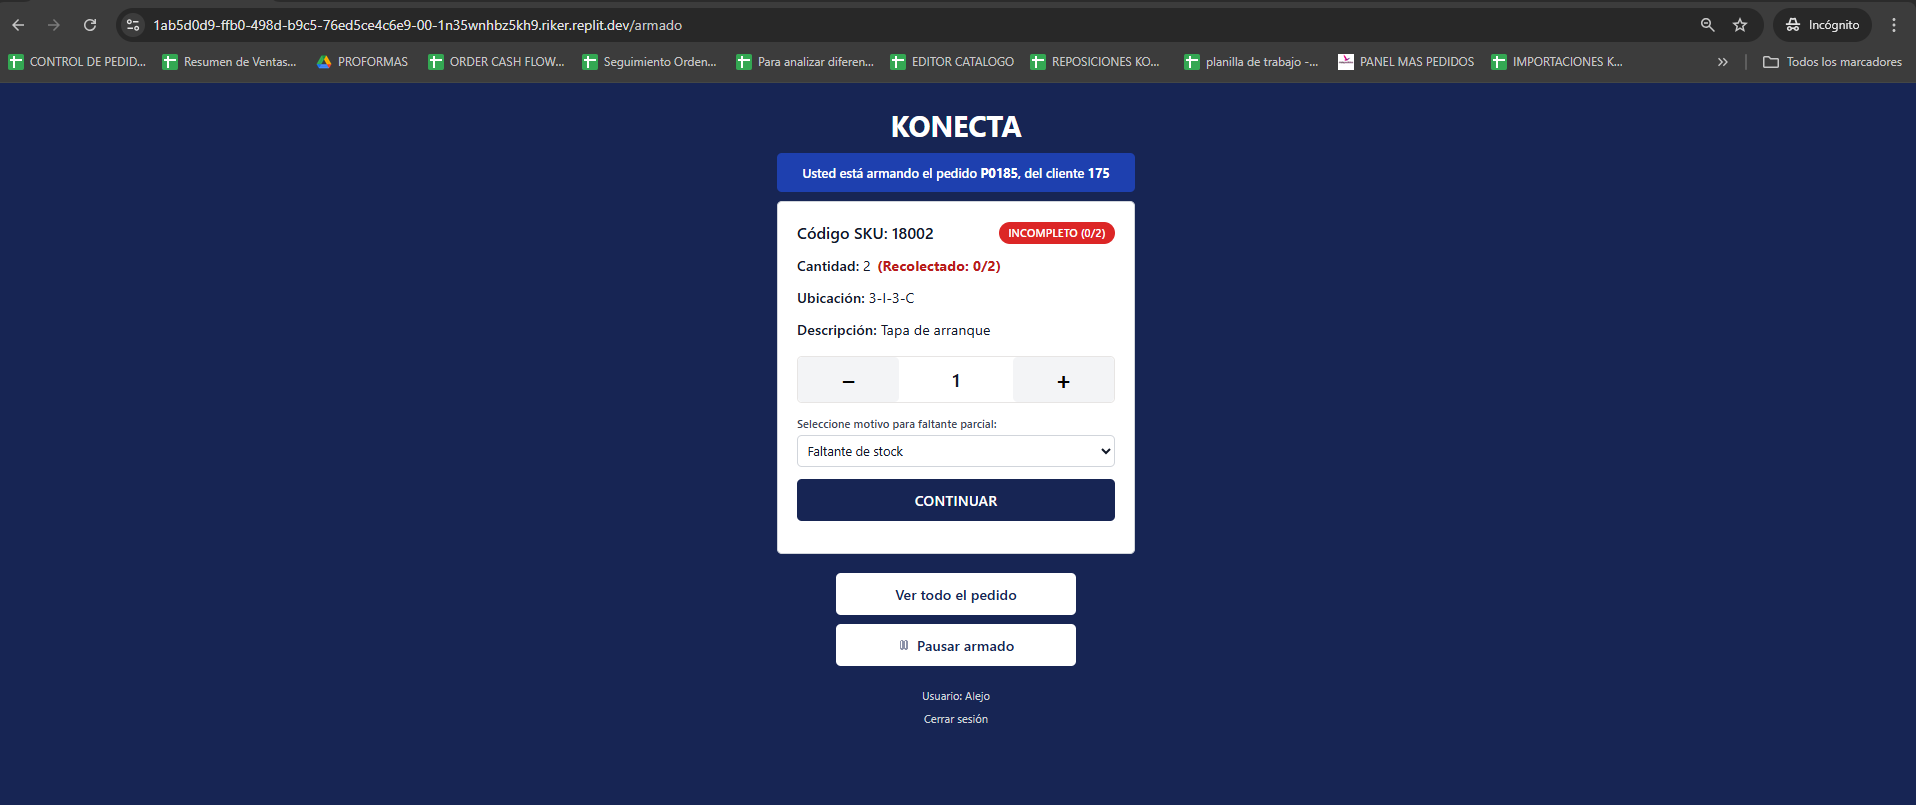 1ab5d0d9-ffb0-498d-b9c5-76ed5ce4c6e9-00-1n35wnhbz5kh9.riker.replit.dev/armado
Incógnito
CONTROL DE PEDID...
Resumen de Ventas...
PROFORMAS
ORDER CASH FLOW...
Seguimiento Orden...
Para analizar diferen...
EDITOR CATALOGO
REPOSICIONES KO...
planilla de trabajo -...
PANEL MAS PEDIDOS
IMPORTACIONES K...
»
Todos los marcadores
KONECTA
Usted está armando el pedido P0185, del cliente 175
Código SKU: 18002
INCOMPLETO (0/2)
Cantidad: 2 (Recolectado: 0/2)
Ubicación: 3-I-3-C
Descripción: Tapa de arranque
− 1 +
Seleccione motivo para faltante parcial:
Faltante de stock
CONTINUAR
Ver todo el pedido
Pausar armado
Usuario: Alejo
Cerrar sesión